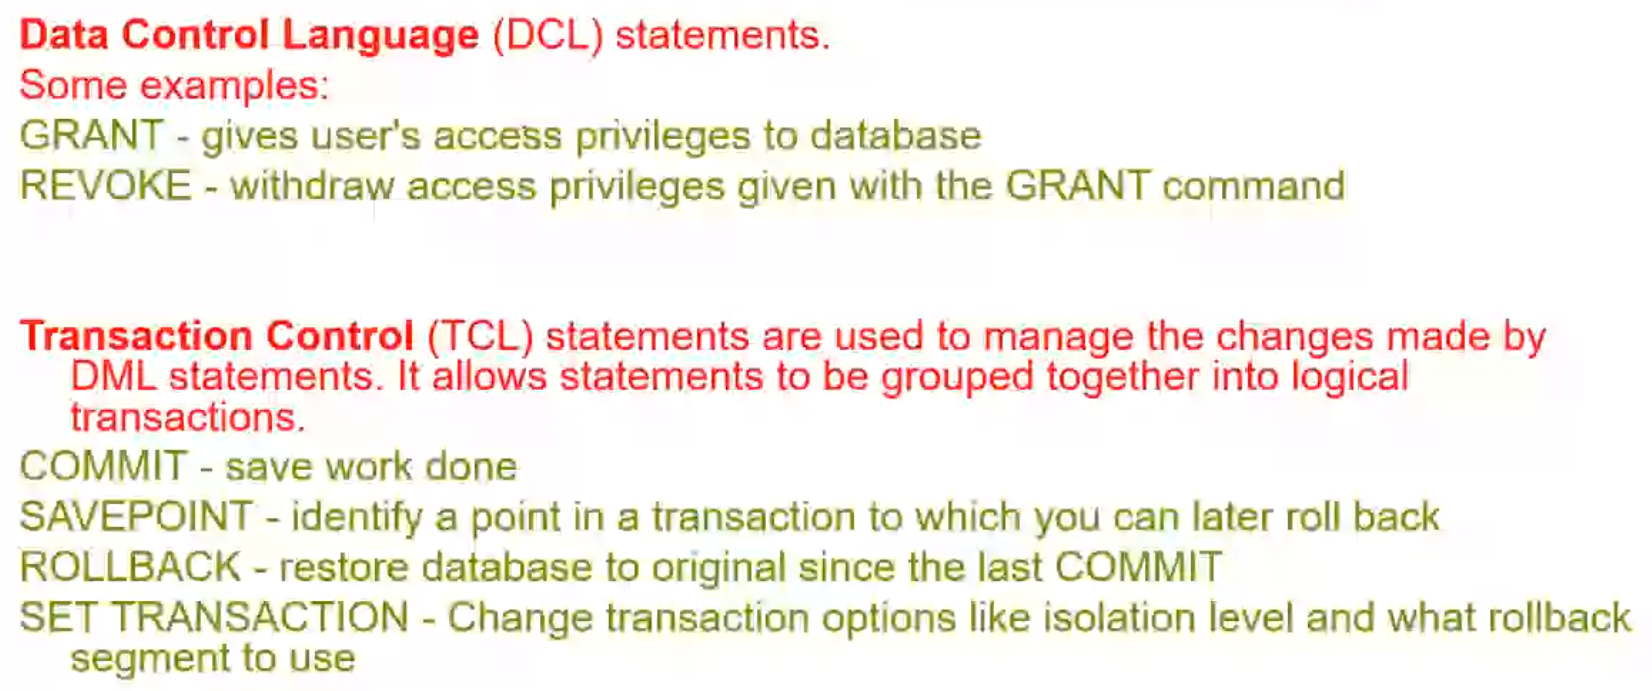 Data Control Language (DCL) statements.
Some examples:
GRANT - gives user's access privileges to database
REVOKE - withdraw access privileges given with the GRANT command
Transaction Control (TCL) statements are used to manage the changes made by
DML statements. It allows statements to be grouped together into logical
transactions.
COMMIT - save work done
SAVEPOINT - identify a point in a transaction to which you can later roll back
ROLLBACK - restore database to original since the last COMMIT
SET TRANSACTION - Change transaction options like isolation level and what rollback
segment to use